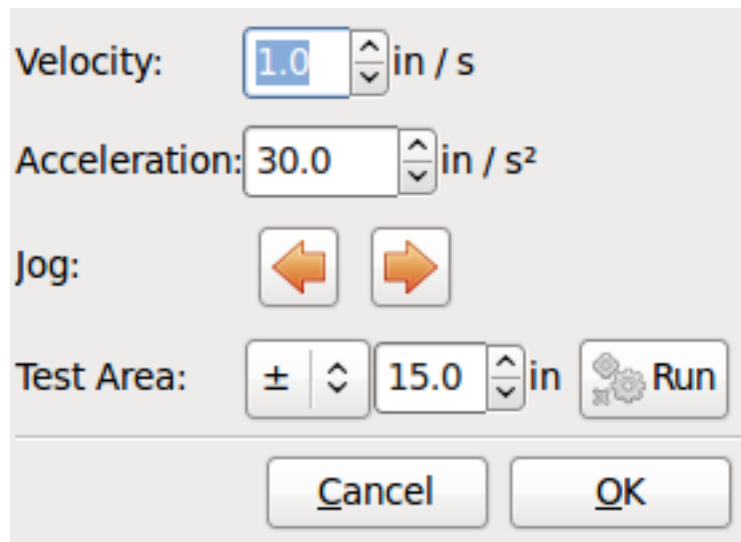 Velocity: 1.0 in / s
Acceleration: 30.0 in / s²
Jog:
Test Area: ± 15.0 in Run
Cancel OK